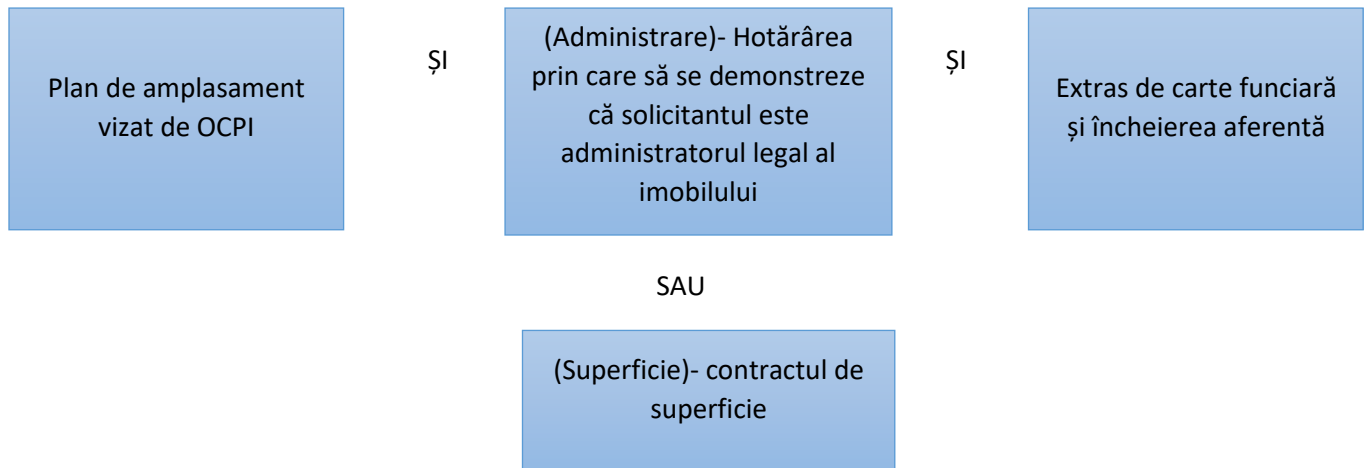 Plan de amplasament
vizat de OCPI
ȘI
(Administrare)- Hotărârea
prin care să se demonstreze
că solicitantul este
administratorul legal al
imobilului
ȘI
Extras de carte funciară
și încheierea aferentă
SAU
(Superficie)- contractul de
superficie